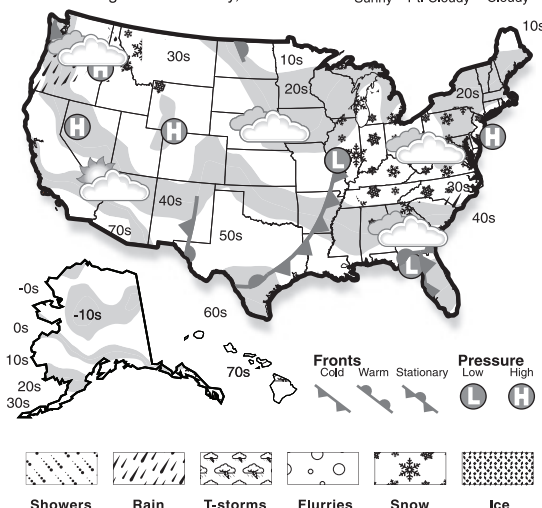 Sunny Pt. Cloudy Cloudy
10s
30s
10s
20s
20s
H
H
H
H
L
30s
40s
40s
70s
50s
L
-0s
-10s
60s
0s
10s
20s
30s
70s
Fronts
Cold Warm Stationary
Pressure
Low High
L H
Showers Rain T-storms Flurries Snow Ice